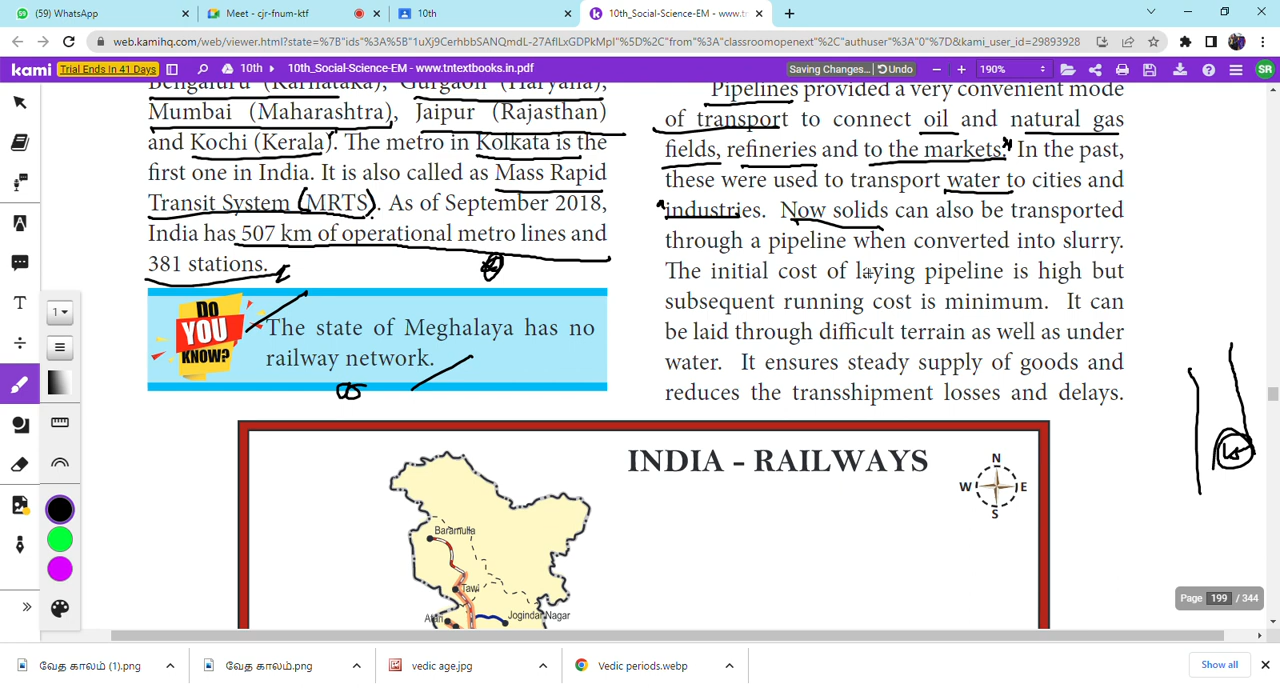 (59) WhatsApp
Meet - cjr-fnum-ktf
10th
10th_Social-Science-EM - www.tn
web.kamihq.com/web/viewer.html?state=%7B"ids"%3A%5B"1uXj9CerhbbSANQmdL-27AflLxGDPkMpI"%5D%2C"from"%3A"classroomopenext"%2C"authuser"%3A"0"%7D&kami_user_id=29893928
kami
Trial Ends In 41 Days
10th
10th_Social-Science-EM - www.tntextbooks.in.pdf
Saving Changes...
Undo
190%
SR
Bengaluru (Karnataka), Gurgaon (Haryana),
Mumbai (Maharashtra), Jaipur (Rajasthan)
and Kochi (Kerala). The metro in Kolkata is the
first one in India. It is also called as Mass Rapid
Transit System (MRTS). As of September 2018,
India has 507 km of operational metro lines and
381 stations.
DO
YOU
KNOW?
The state of Meghalaya has no
railway network.
Pipelines provided a very convenient mode
of transport to connect oil and natural gas
fields, refineries and to the markets. In the past,
these were used to transport water to cities and
industries. Now solids can also be transported
through a pipeline when converted into slurry.
The initial cost of laying pipeline is high but
subsequent running cost is minimum. It can
be laid through difficult terrain as well as under
water. It ensures steady supply of goods and
reduces the transshipment losses and delays.
INDIA - RAILWAYS
N
W
E
S
Baramulla
Tawi
Jogindar Nagar
1
Page 199 / 344
வேத காலம் (1).png
வேத காலம்.png
vedic age.jpg
Vedic periods.webp
Show all